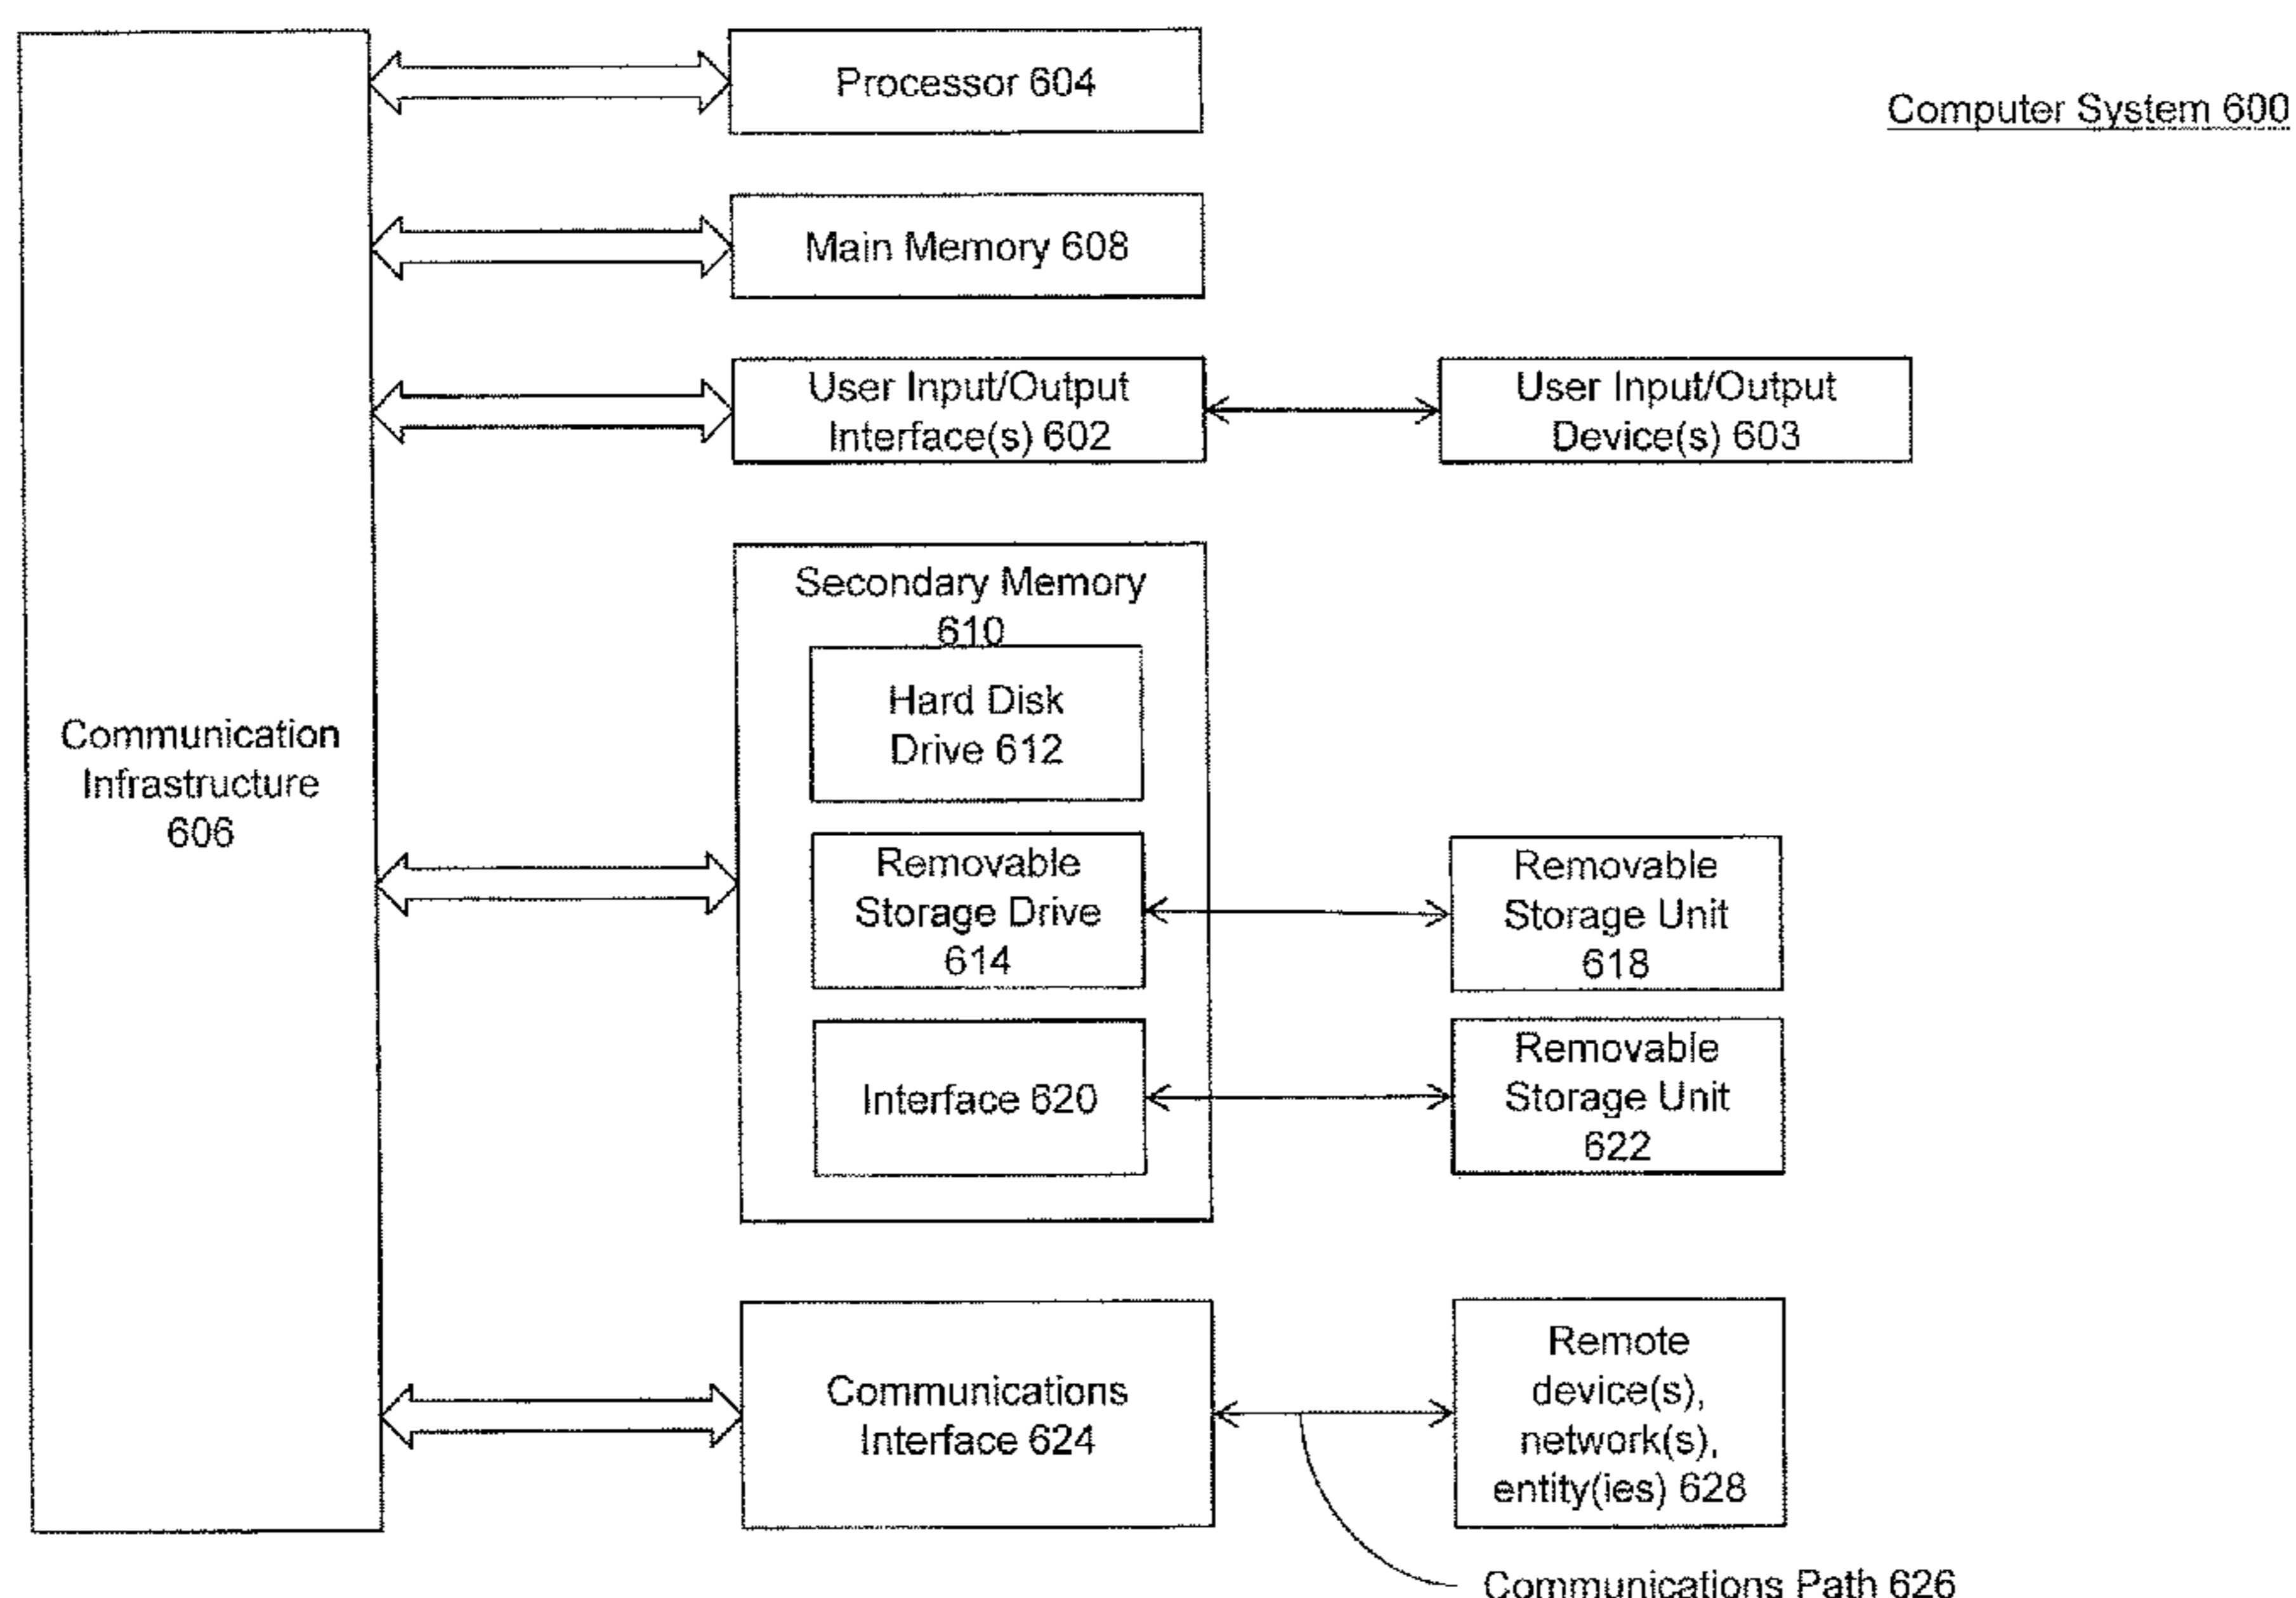 Processor 604
Computer System 600
Main Memory 608
User Input/Output
Interface(s) 602
User Input/Output
Device(s) 603
Secondary Memory
610
Hard Disk
Drive 612
Communication
Infrastructure
606
Removable
Storage Drive
614
Removable
Storage Unit
618
Interface 620
Removable
Storage Unit
622
Communications
Interface 624
Remote
device(s),
network(s),
entity(ies) 628
Communications Path 626